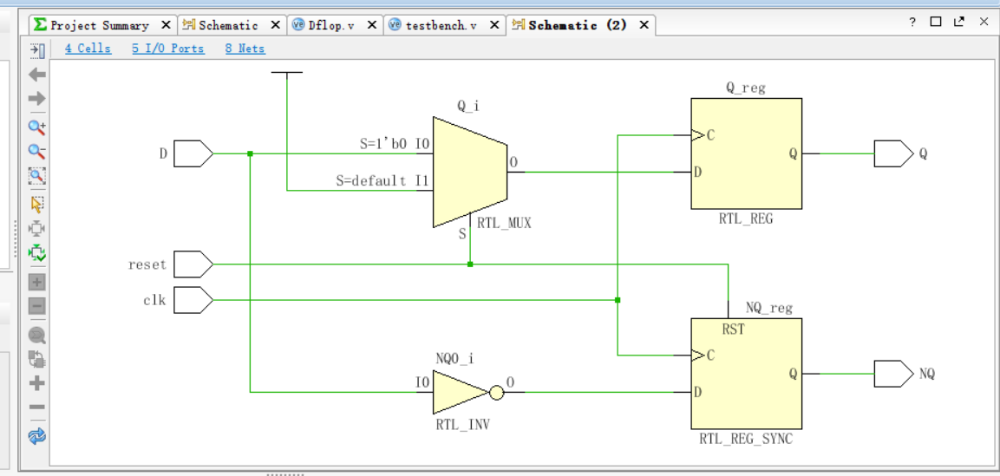 Project Summary × Schematic × Dflop.v × testbench.v × Schematic (2) ×
4 Cells 5 I/O Ports 8 Nets
Q_reg
Q_i
C
S=1'b0 I0
D
Q
Q
O
D
S=default I1
RTL_MUX
RTL_REG
S
reset
clk
NQ_reg
RST
NQ0_i
C
I0
O
Q
NQ
D
RTL_INV
RTL_REG_SYNC